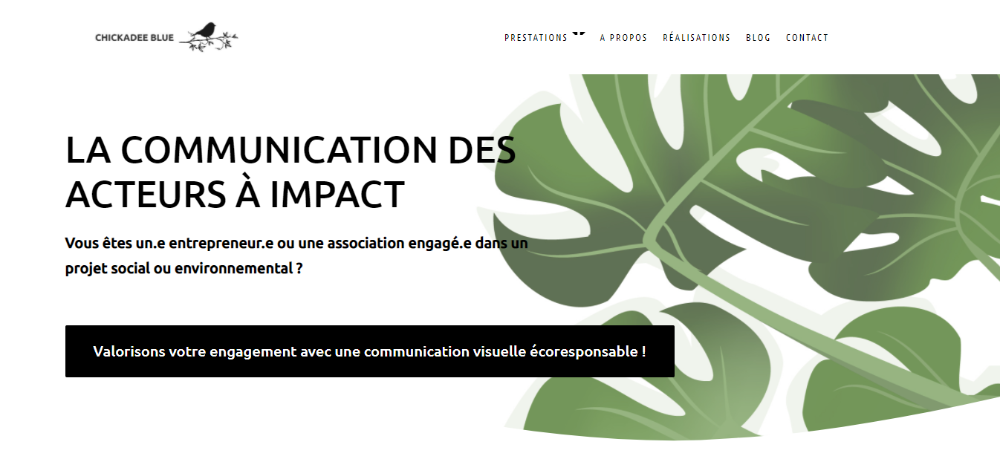 CHICKADEE BLUE
PRESTATIONS A PROPOS RÉALISATIONS BLOG CONTACT
LA COMMUNICATION DES
ACTEURS À IMPACT
Vous êtes un.e entrepreneur.e ou une association engagé.e dans un
projet social ou environnemental ?
Valorisons votre engagement avec une communication visuelle écoresponsable !